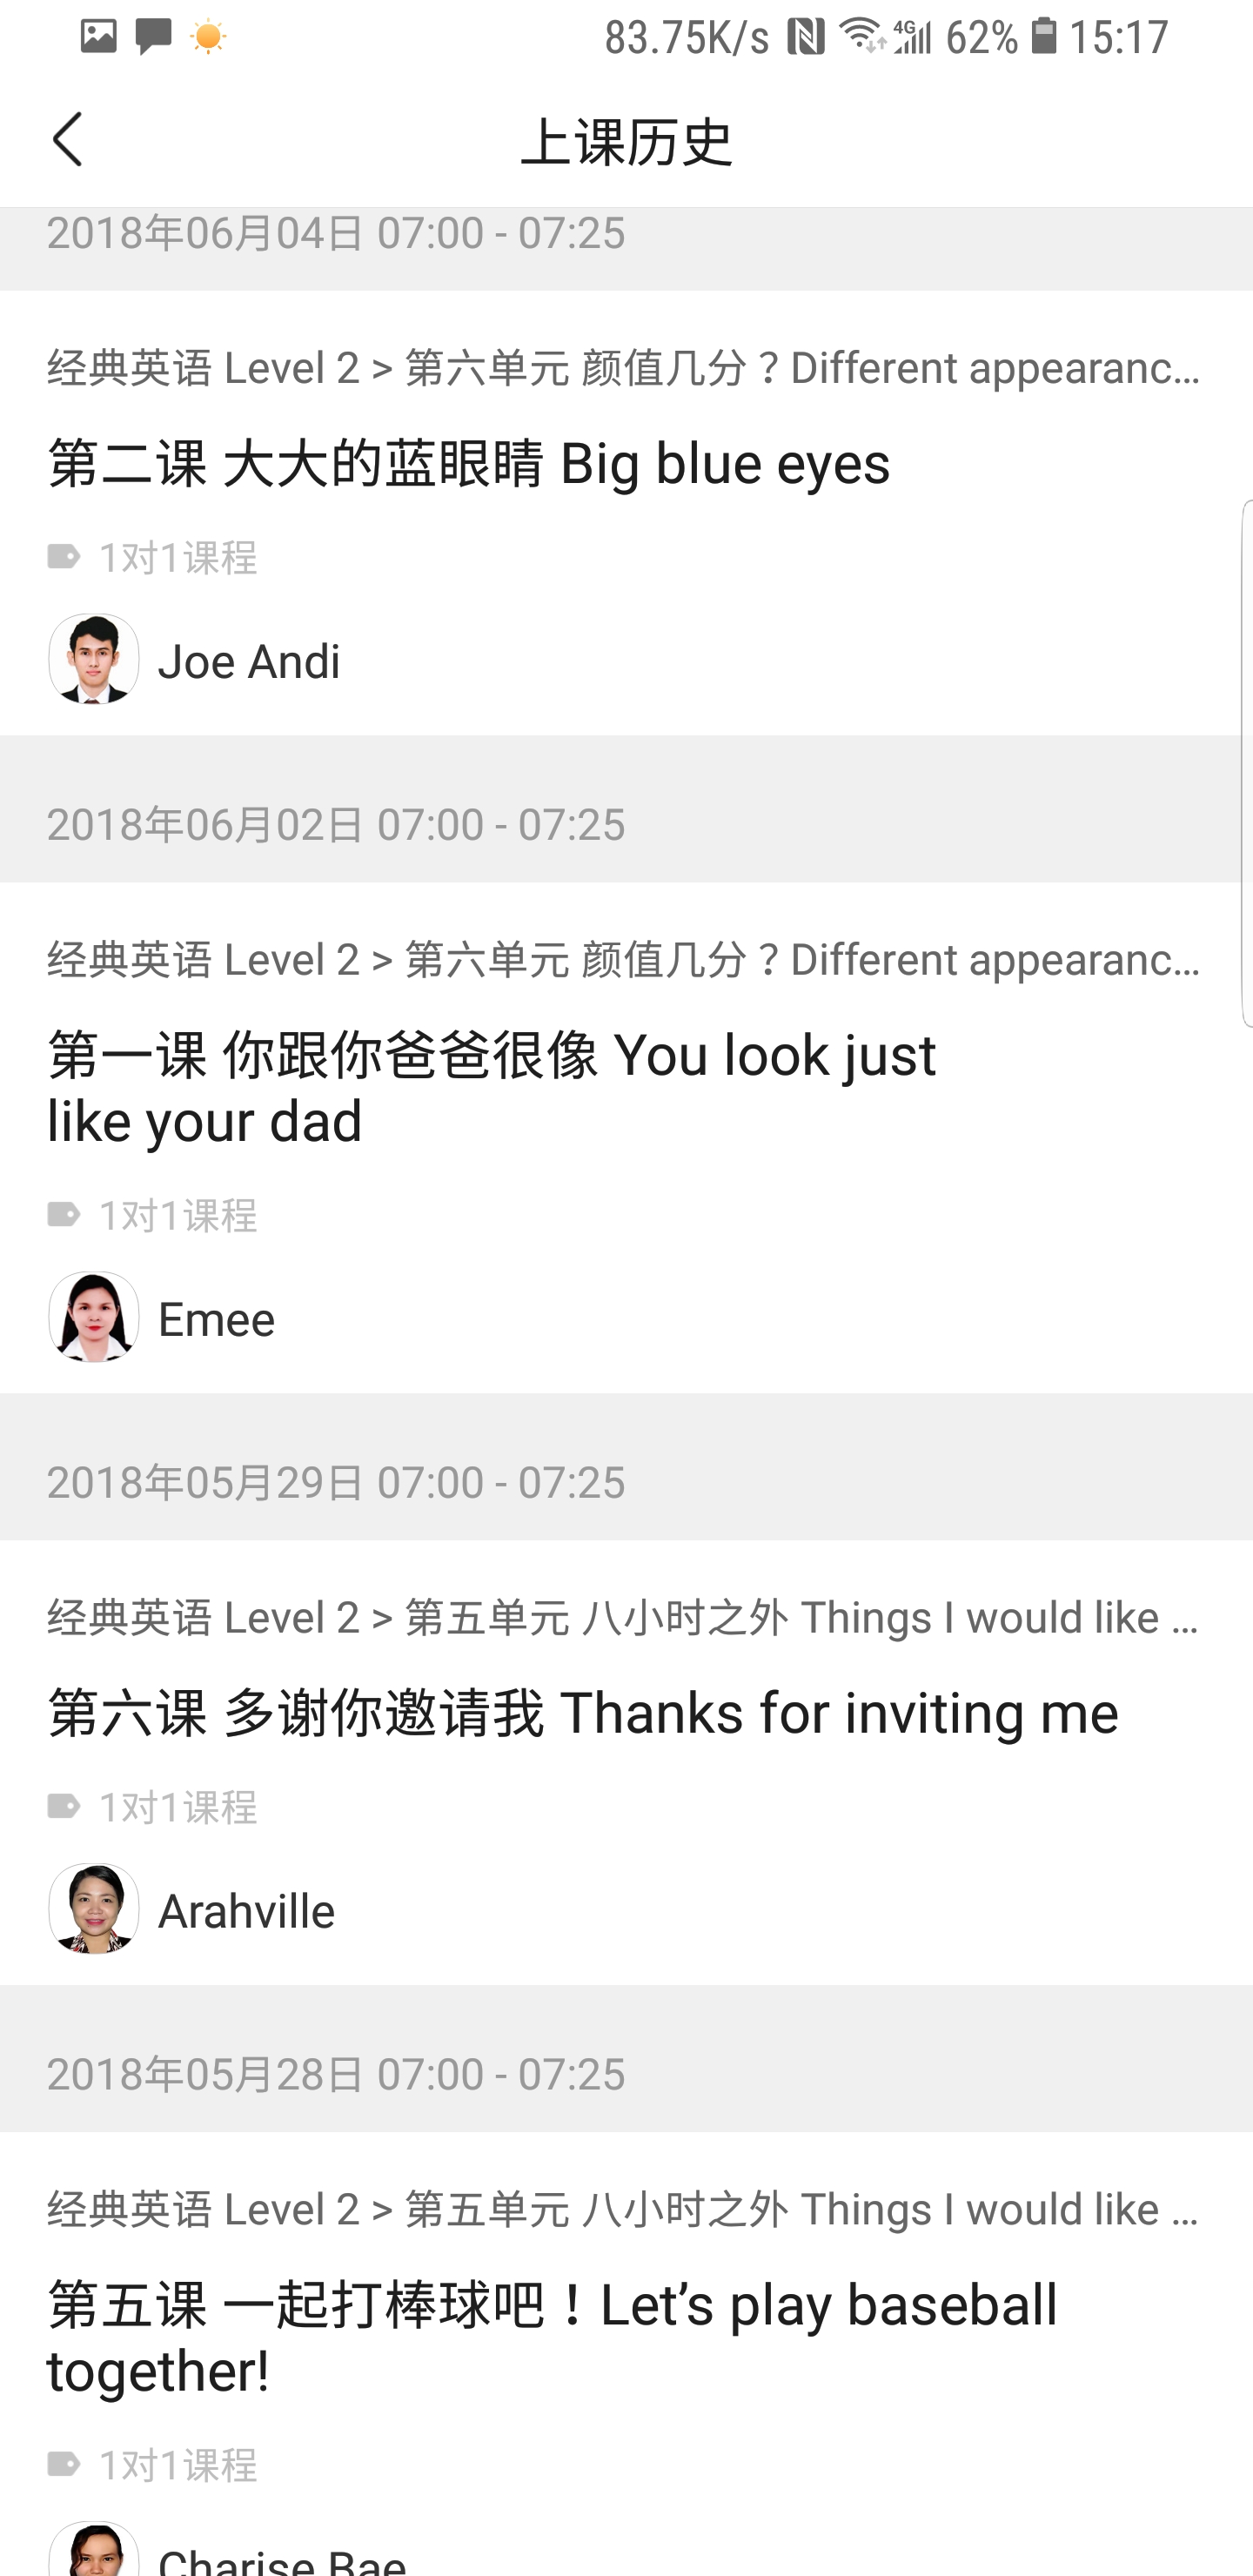 83.75K/s 4G 62% 15:17
上课历史
2018年06月04日 07:00 - 07:25
经典英语 Level 2 > 第六单元 颜值几分？Different appearanc...
第二课 大大的蓝眼睛 Big blue eyes
1对1课程
Joe Andi
2018年06月02日 07:00 - 07:25
经典英语 Level 2 > 第六单元 颜值几分？Different appearanc...
第一课 你跟你爸爸很像 You look just
like your dad
1对1课程
Emee
2018年05月29日 07:00 - 07:25
经典英语 Level 2 > 第五单元 八小时之外 Things I would like ...
第六课 多谢你邀请我 Thanks for inviting me
1对1课程
Arahville
2018年05月28日 07:00 - 07:25
经典英语 Level 2 > 第五单元 八小时之外 Things I would like ...
第五课 一起打棒球吧！Let’s play baseball
together!
1对1课程
Charise Bae